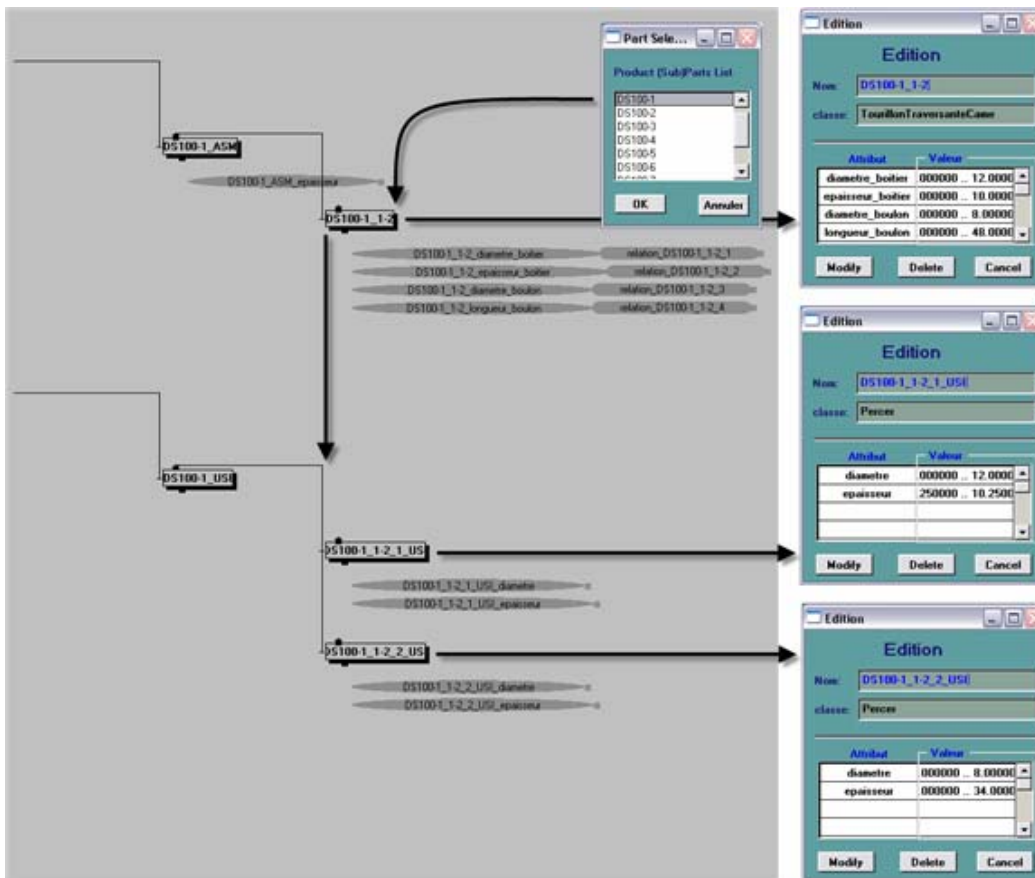 Part Sele...
Product (Sub)Parts List
DS100-1
DS100-2
DS100-3
DS100-4
DS100-5
DS100-6
OK Annuler
DS100-1_ASM
DS100-1_ASM_epaisseur
DS100-1_1-2
DS100-1_1-2_diametre_boitier relation_DS100-1_1-2_1
DS100-1_1-2_epaisseur_boitier relation_DS100-1_1-2_2
DS100-1_1-2_diametre_boulon relation_DS100-1_1-2_3
DS100-1_1-2_longueur_boulon relation_DS100-1_1-2_4
DS100-1_USI
DS100-1_1-2_1_US
DS100-1_1-2_1_USI_diametre
DS100-1_1-2_1_USI_epaisseur
DS100-1_1-2_2_US
DS100-1_1-2_2_USI_diametre
DS100-1_1-2_2_USI_epaisseur
Edition
Edition
Nom: DS100-1_1-2
classe: TourillonTraversanteCame
Attribut Valeur
diametre_boitier 000000 .. 12.0000
epaisseur_boitier 000000 .. 10.0000
diametre_boulon 000000 .. 8.00000
longueur_boulon 000000 .. 48.0000
Modify Delete Cancel
Edition
Edition
Nom: DS100-1_1-2_1_USI
classe: Percer
Attribut Valeur
diametre 000000 .. 12.0000
epaisseur 250000 .. 10.2500
Modify Delete Cancel
Edition
Edition
Nom: DS100-1_1-2_2_USI
classe: Percer
Attribut Valeur
diametre 000000 .. 8.00000
epaisseur 000000 .. 34.0000
Modify Delete Cancel